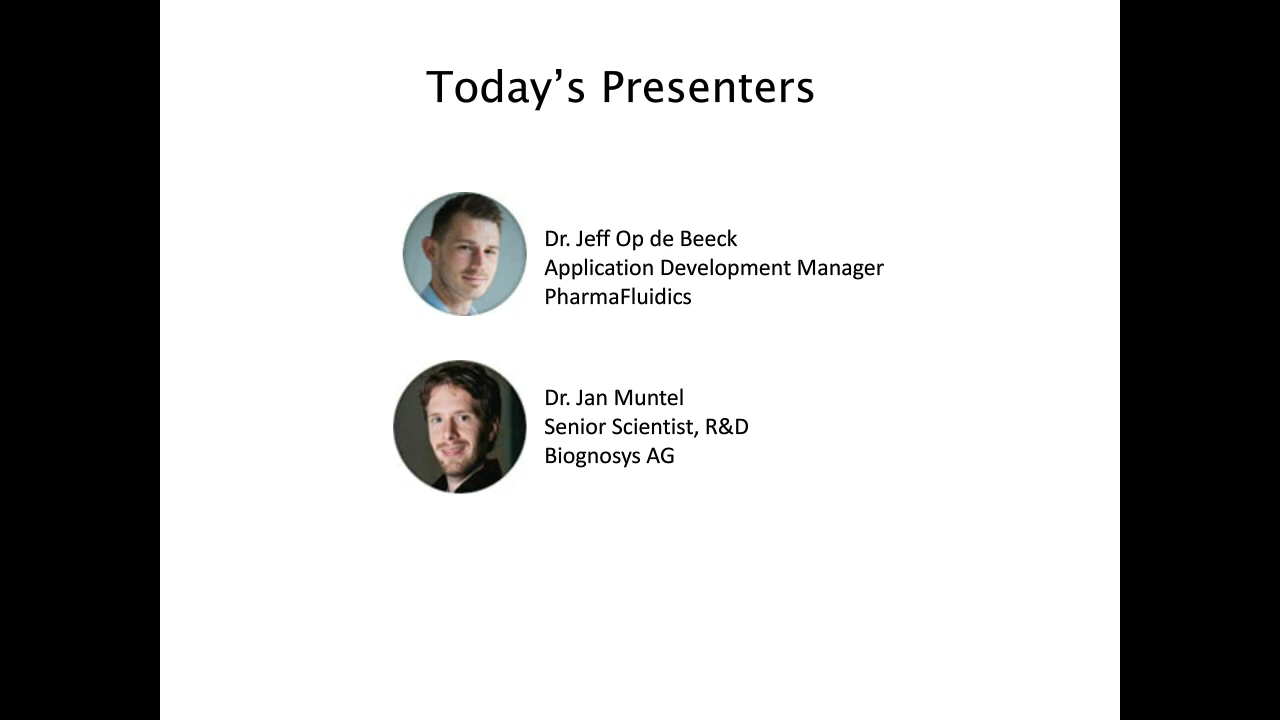 Today’s Presenters
Dr. Jeff Op de Beeck
Application Development Manager
PharmaFluidics
Dr. Jan Muntel
Senior Scientist, R&D
Biognosys AG